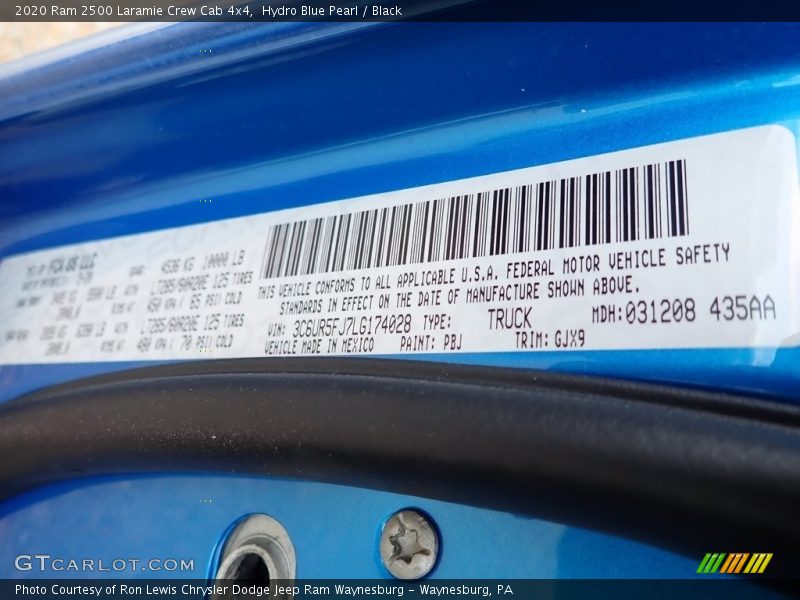 2020 Ram 2500 Laramie Crew Cab 4x4, Hydro Blue Pearl / Black
FCA US LLC
4536 KG 10000 LB
LT285/60R20E 125 TIRES
450 KPA ( 65 PSI) COLD
LT285/60R20E 125 TIRES
480 KPA ( 70 PSI) COLD
THIS VEHICLE CONFORMS TO ALL APPLICABLE U.S.A. FEDERAL MOTOR VEHICLE SAFETY
STANDARDS IN EFFECT ON THE DATE OF MANUFACTURE SHOWN ABOVE.
VIN: 3C6UR5FJ7LG174028 TYPE: TRUCK MDH:031208 435AA
VEHICLE MADE IN MEXICO PAINT: PBJ TRIM: GJX9
GTCARLOT.COM
Photo Courtesy of Ron Lewis Chrysler Dodge Jeep Ram Waynesburg - Waynesburg, PA